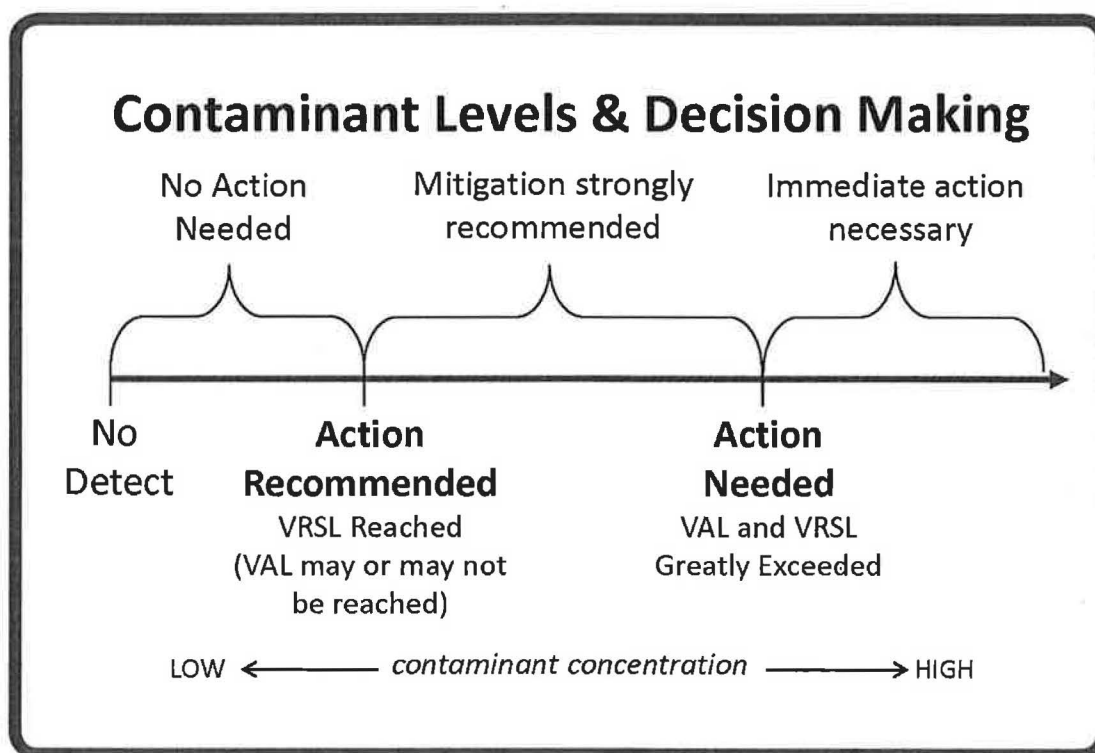 Contaminant Levels & Decision Making
No Action
Needed
Mitigation strongly
recommended
Immediate action
necessary
No
Detect
Action
Recommended
VRSL Reached
(VAL may or may not
be reached)
Action
Needed
VAL and VRSL
Greatly Exceeded
LOW
contaminant concentration
HIGH